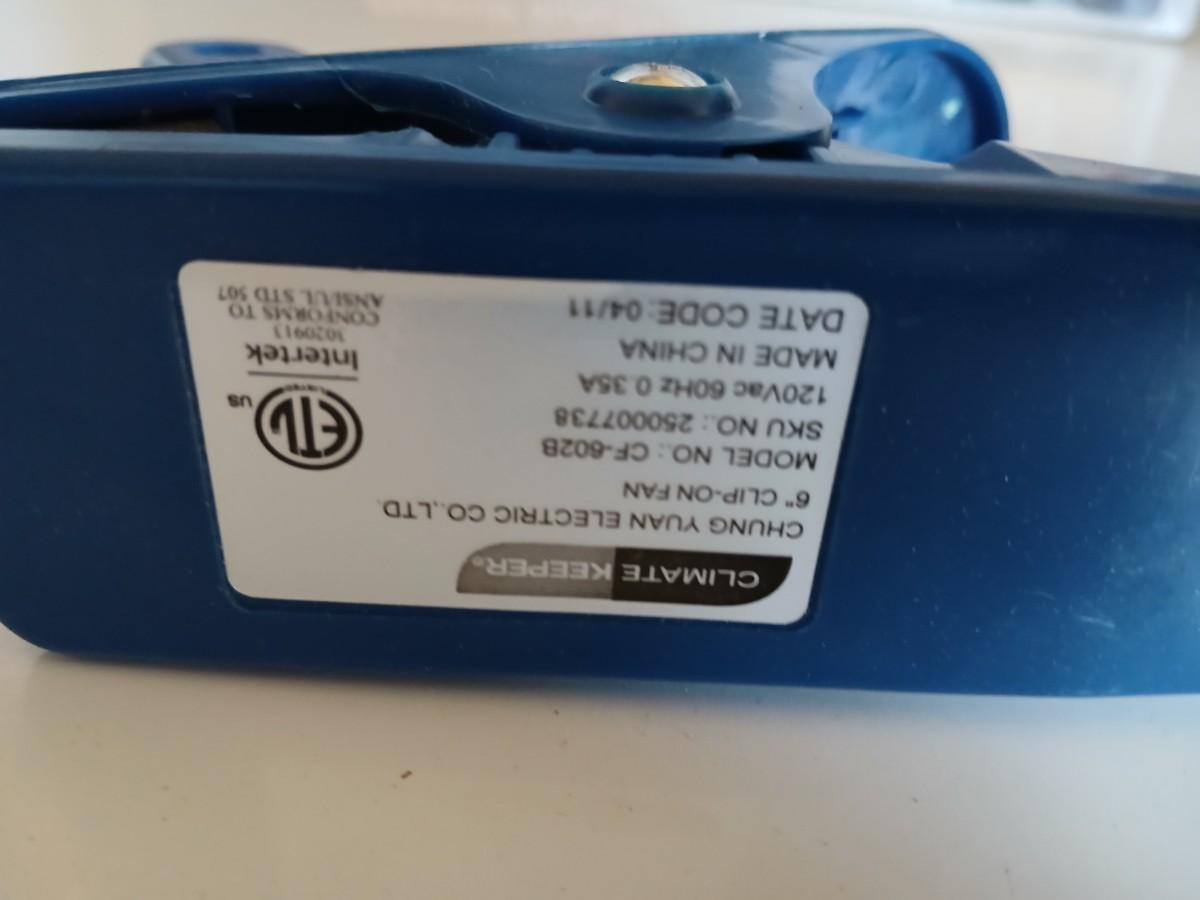 CLIMATE KEEPER®
CHUNG YUAN ELECTRIC CO.,LTD.
6" CLIP-ON FAN
MODEL NO.: CF-602B
SKU NO.: 250007738
120Vac 60Hz 0.35A
MADE IN CHINA
DATE CODE: 04/11
ETL US
LISTED
Intertek
3020913
CONFORMS TO
ANSI/UL STD 507